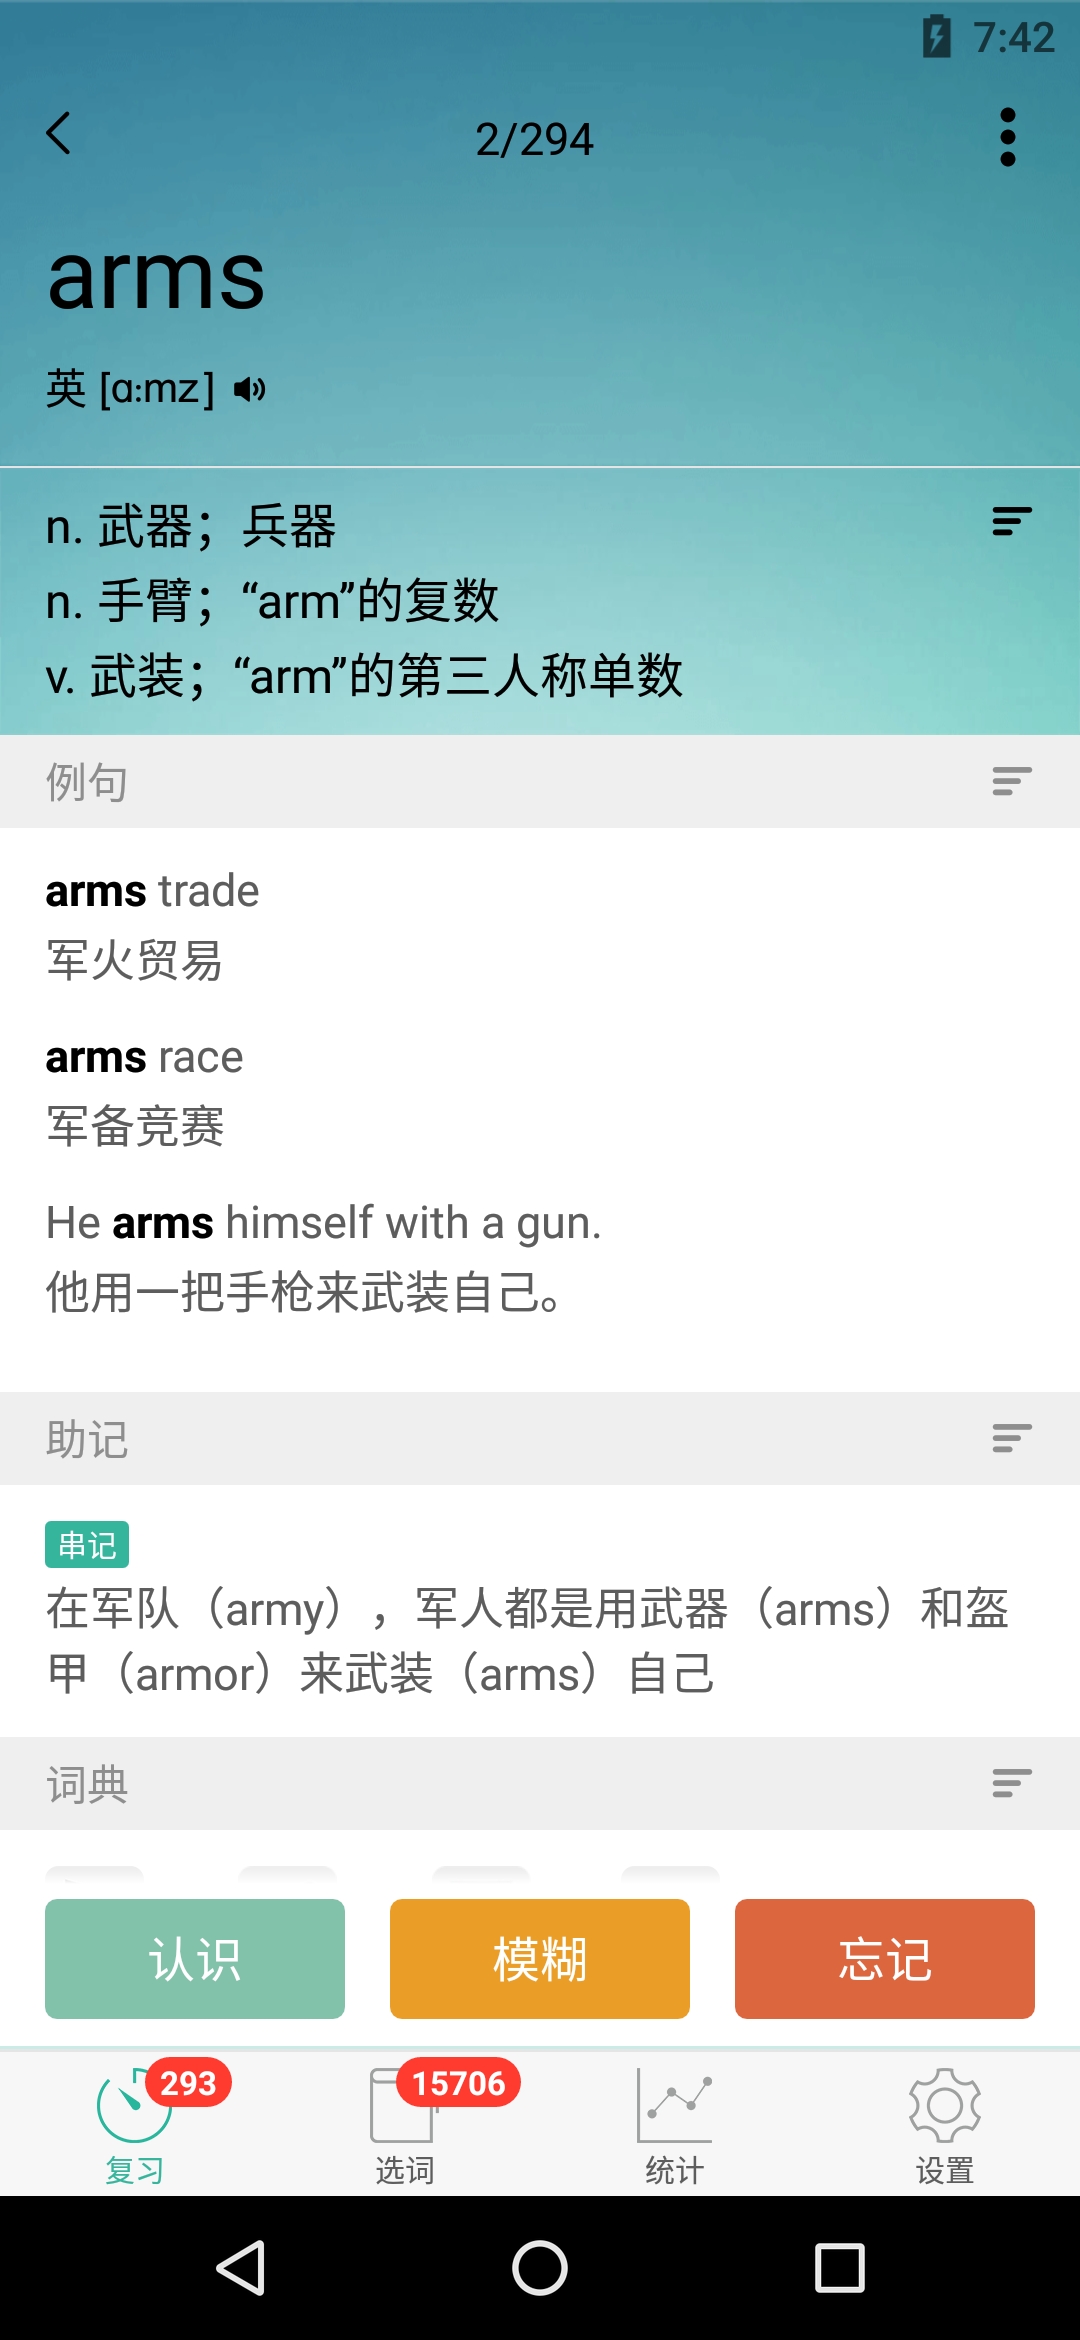 7:42
2/294
arms
英 [ɑ:mz]
n. 武器；兵器
n. 手臂；“arm”的复数
v. 武装；“arm”的第三人称单数
例句
arms trade
军火贸易
arms race
军备竞赛
He arms himself with a gun.
他用一把手枪来武装自己。
助记
串记
在军队（army），军人都是用武器（arms）和盔
甲（armor）来武装（arms）自己
词典
认识 模糊 忘记
293 15706
复习 选词 统计 设置